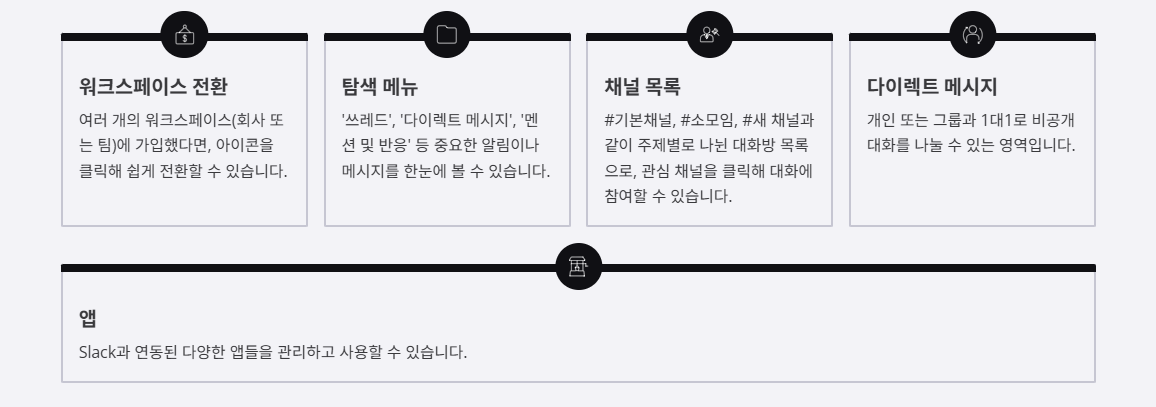 워크스페이스 전환
여러 개의 워크스페이스(회사 또
는 팀)에 가입했다면, 아이콘을
클릭해 쉽게 전환할 수 있습니다.
탐색 메뉴
'쓰레드', '다이렉트 메시지', '멘
션 및 반응' 등 중요한 알림이나
메시지를 한눈에 볼 수 있습니다.
채널 목록
#기본채널, #소모임, #새 채널과
같이 주제별로 나뉜 대화방 목록
으로, 관심 채널을 클릭해 대화에
참여할 수 있습니다.
다이렉트 메시지
개인 또는 그룹과 1대1로 비공개
대화를 나눌 수 있는 영역입니다.
앱
Slack과 연동된 다양한 앱들을 관리하고 사용할 수 있습니다.